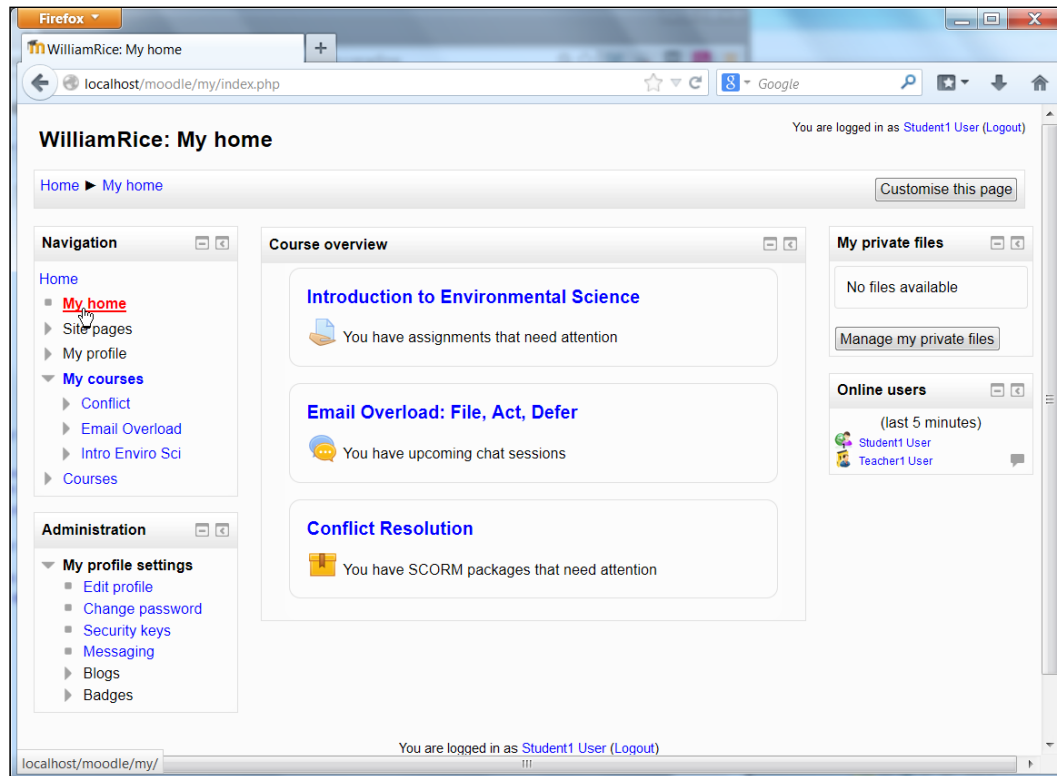 Firefox
WilliamRice: My home
+
localhost/moodle/my/index.php
8 Google
WilliamRice: My home
You are logged in as Student1 User (Logout)
Home ► My home
Customise this page
Navigation
Home
My home
Site pages
My profile
My courses
Conflict
Email Overload
Intro Enviro Sci
Courses
Administration
My profile settings
Edit profile
Change password
Security keys
Messaging
Blogs
Badges
Course overview
Introduction to Environmental Science
You have assignments that need attention
Email Overload: File, Act, Defer
You have upcoming chat sessions
Conflict Resolution
You have SCORM packages that need attention
My private files
No files available
Manage my private files
Online users
(last 5 minutes)
Student1 User
Teacher1 User
You are logged in as Student1 User (Logout)
localhost/moodle/my/